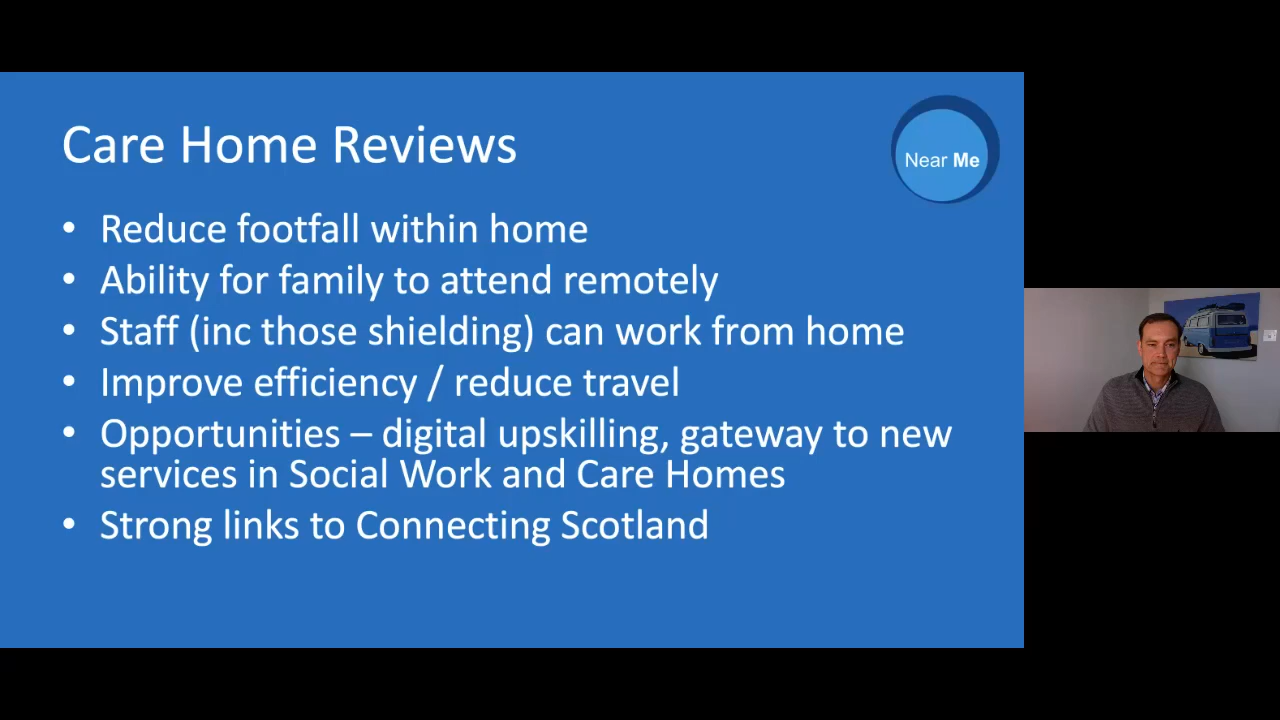 Care Home Reviews
Near Me
• Reduce footfall within home
• Ability for family to attend remotely
• Staff (inc those shielding) can work from home
• Improve efficiency / reduce travel
• Opportunities – digital upskilling, gateway to new
services in Social Work and Care Homes
• Strong links to Connecting Scotland